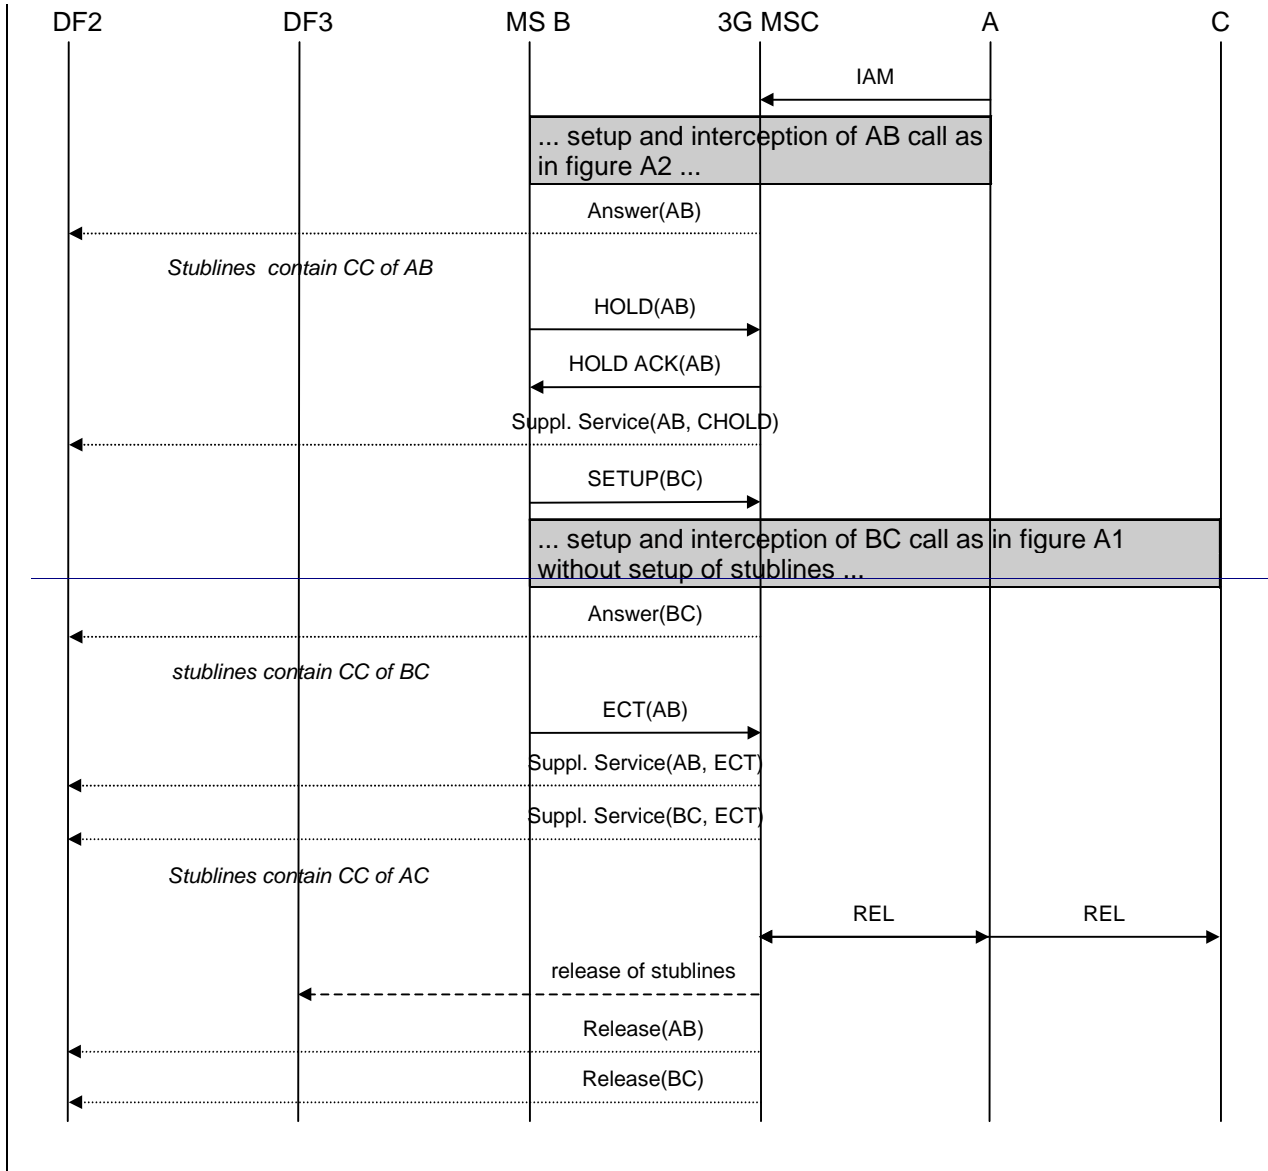 DF2 DF3 MS B 3G MSC A C
IAM
... setup and interception of AB call as
in figure A2 ...
Answer(AB)
Stublines contain CC of AB
HOLD(AB)
HOLD ACK(AB)
Suppl. Service(AB, CHOLD)
SETUP(BC)
... setup and interception of BC call as in figure A1
without setup of stublines ...
Answer(BC)
stublines contain CC of BC
ECT(AB)
Suppl. Service(AB, ECT)
Suppl. Service(BC, ECT)
Stublines contain CC of AC
REL REL
release of stublines
Release(AB)
Release(BC)